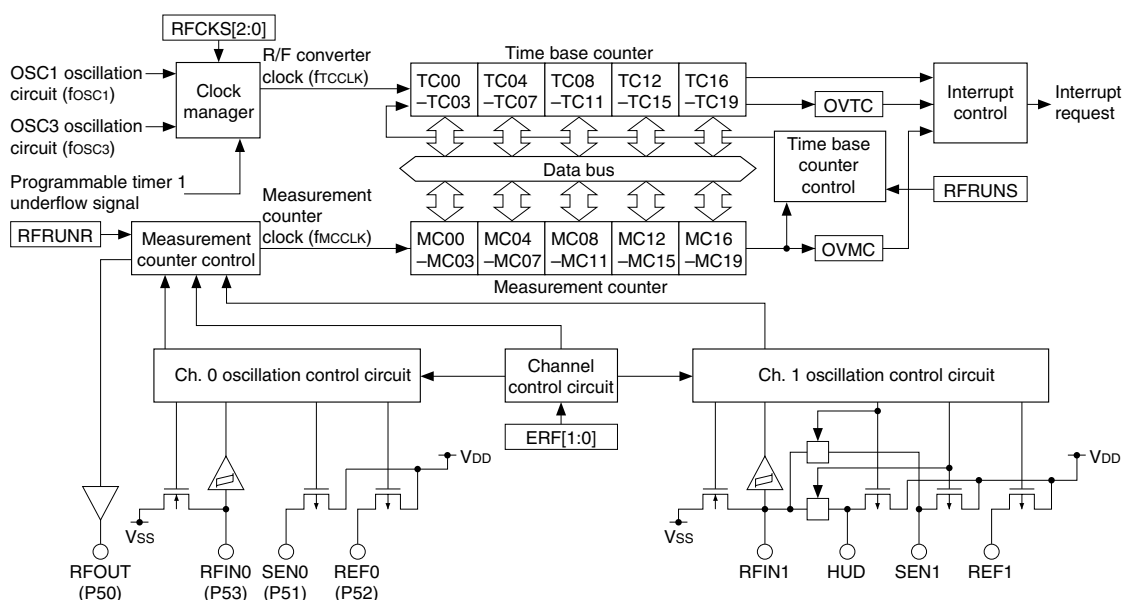 RFCKS[2:0]
OSC1 oscillation
circuit (fOSC1)
OSC3 oscillation
circuit (fOSC3)
Programmable timer 1
underflow signal
Clock
manager
R/F converter
clock (fTCCLK)
Time base counter
TC00
–TC03
TC04
–TC07
TC08
–TC11
TC12
–TC15
TC16
–TC19
OVTC
Interrupt
control
Interrupt
request
Data bus
Time base
counter
control
RFRUNS
RFRUNR
Measurement
counter control
Measurement
counter
clock (fMCCLK)
MC00
–MC03
MC04
–MC07
MC08
–MC11
MC12
–MC15
MC16
–MC19
OVMC
Measurement counter
Ch. 0 oscillation control circuit
Channel
control circuit
Ch. 1 oscillation control circuit
ERF[1:0]
VDD
VDD
VSS
VSS
RFOUT
(P50)
RFIN0
(P53)
SEN0
(P51)
REF0
(P52)
RFIN1
HUD
SEN1
REF1